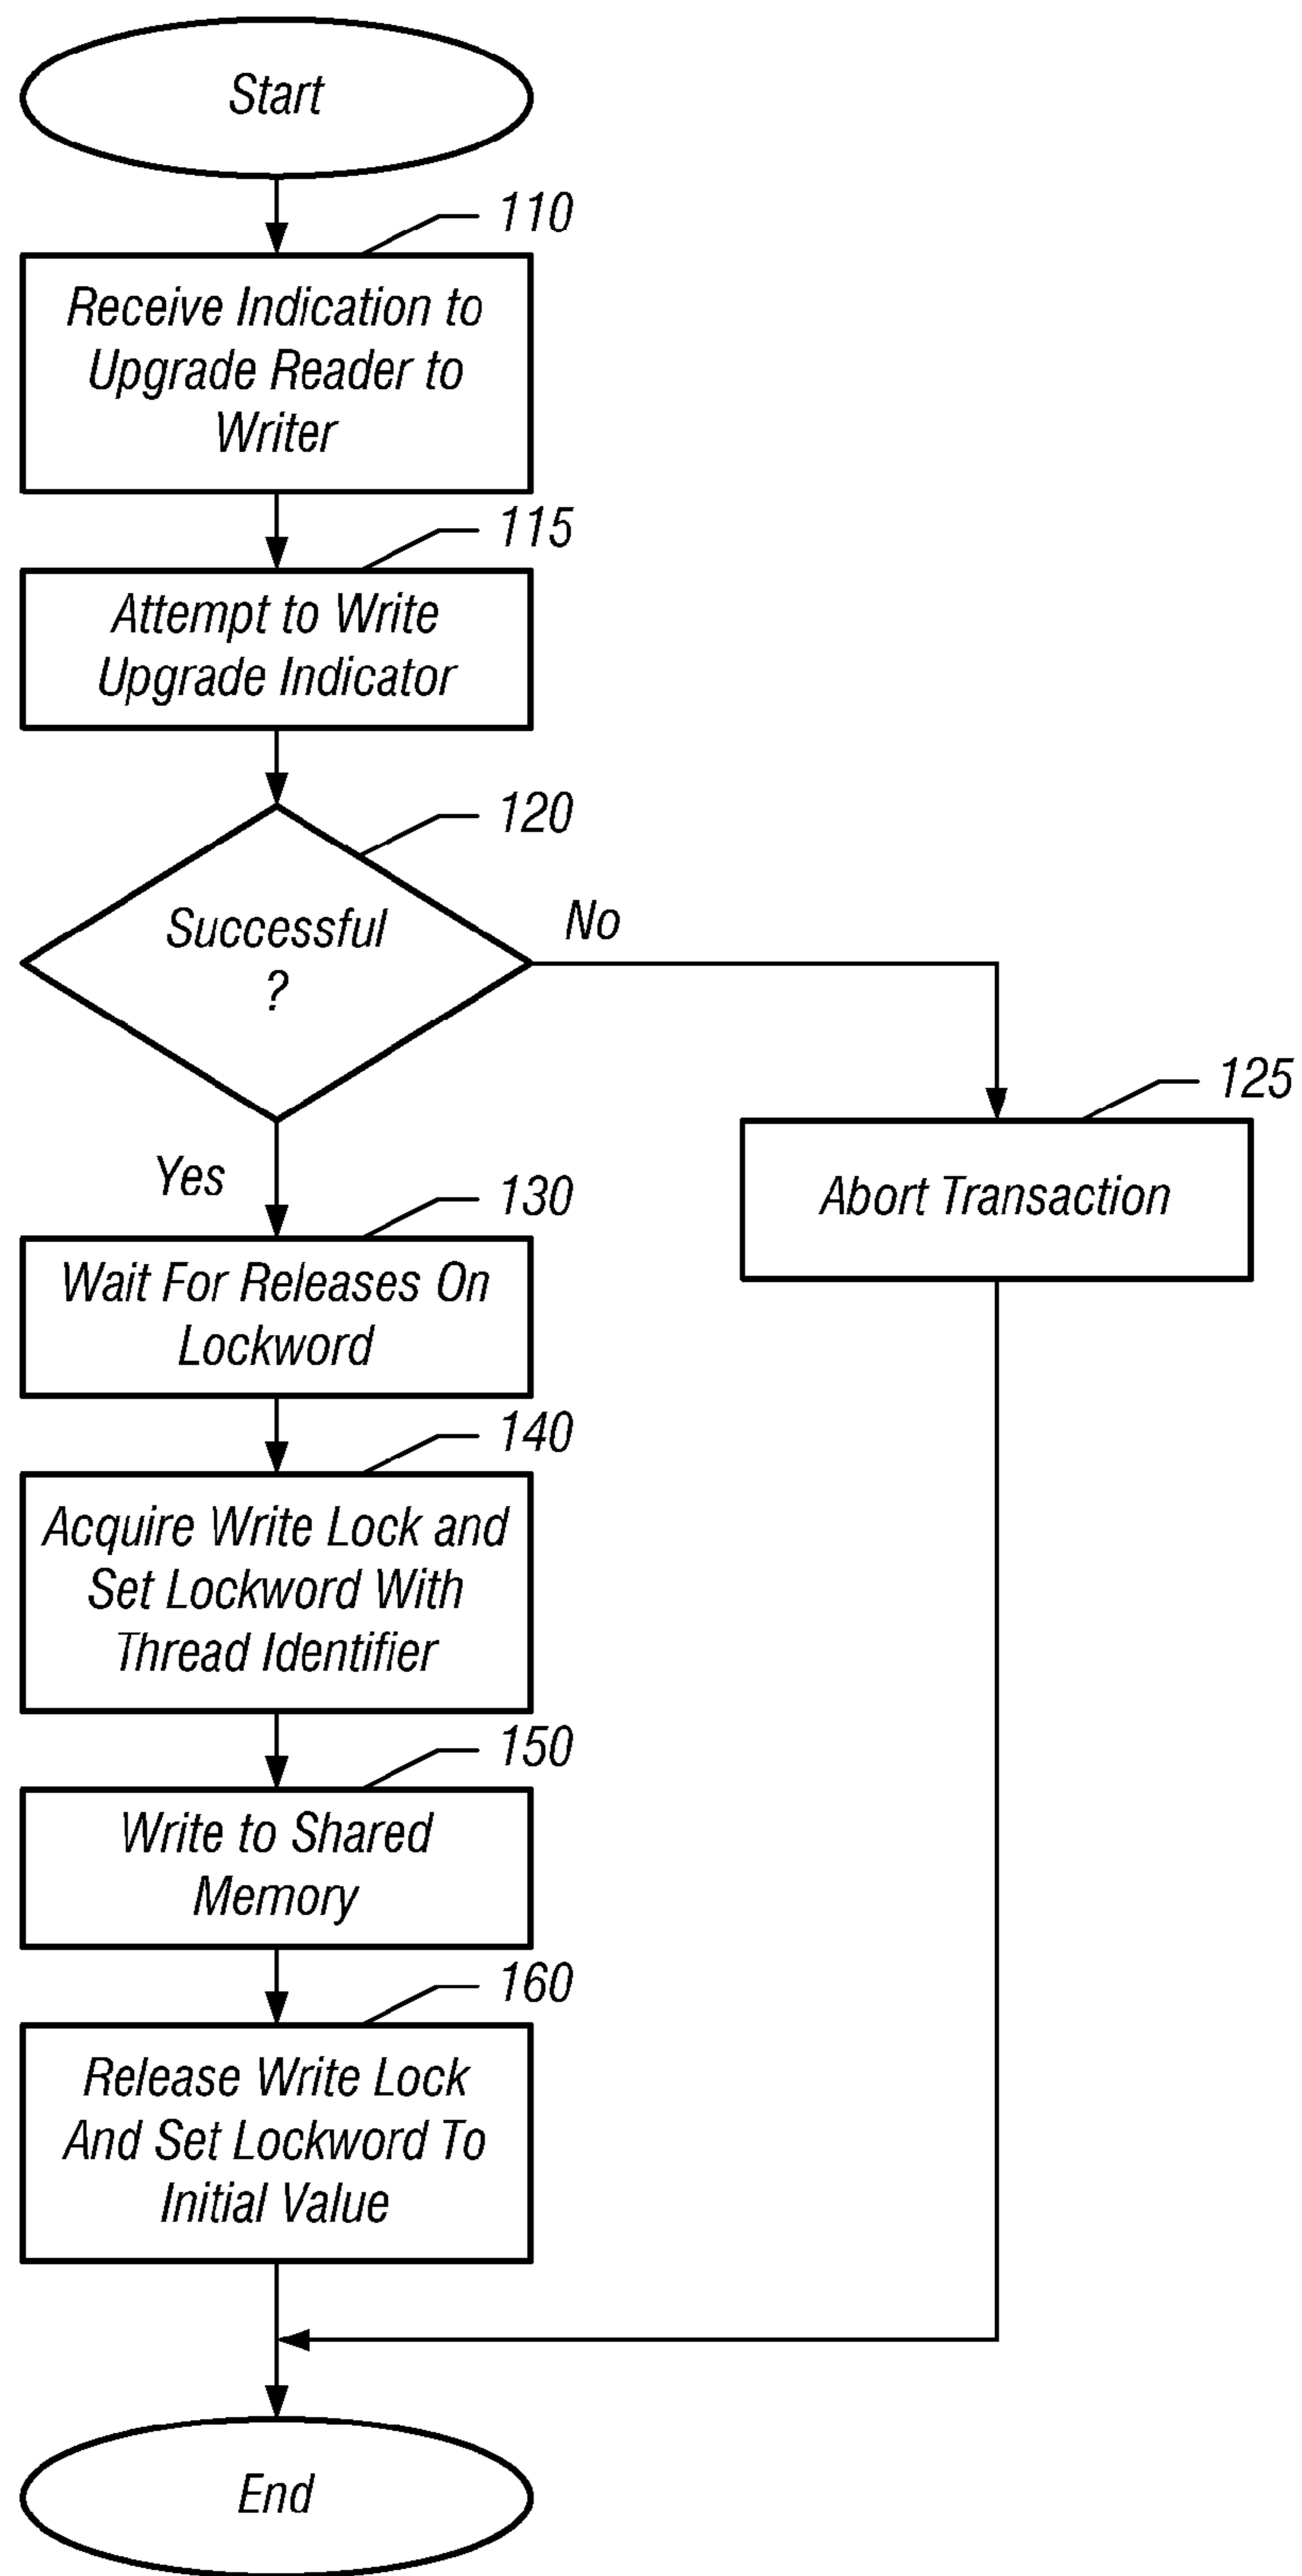 Start
110
Receive Indication to
Upgrade Reader to
Writer
115
Attempt to Write
Upgrade Indicator
120
Successful
?
No
125
Abort Transaction
Yes
130
Wait For Releases On
Lockword
140
Acquire Write Lock and
Set Lockword With
Thread Identifier
150
Write to Shared
Memory
160
Release Write Lock
And Set Lockword To
Initial Value
End